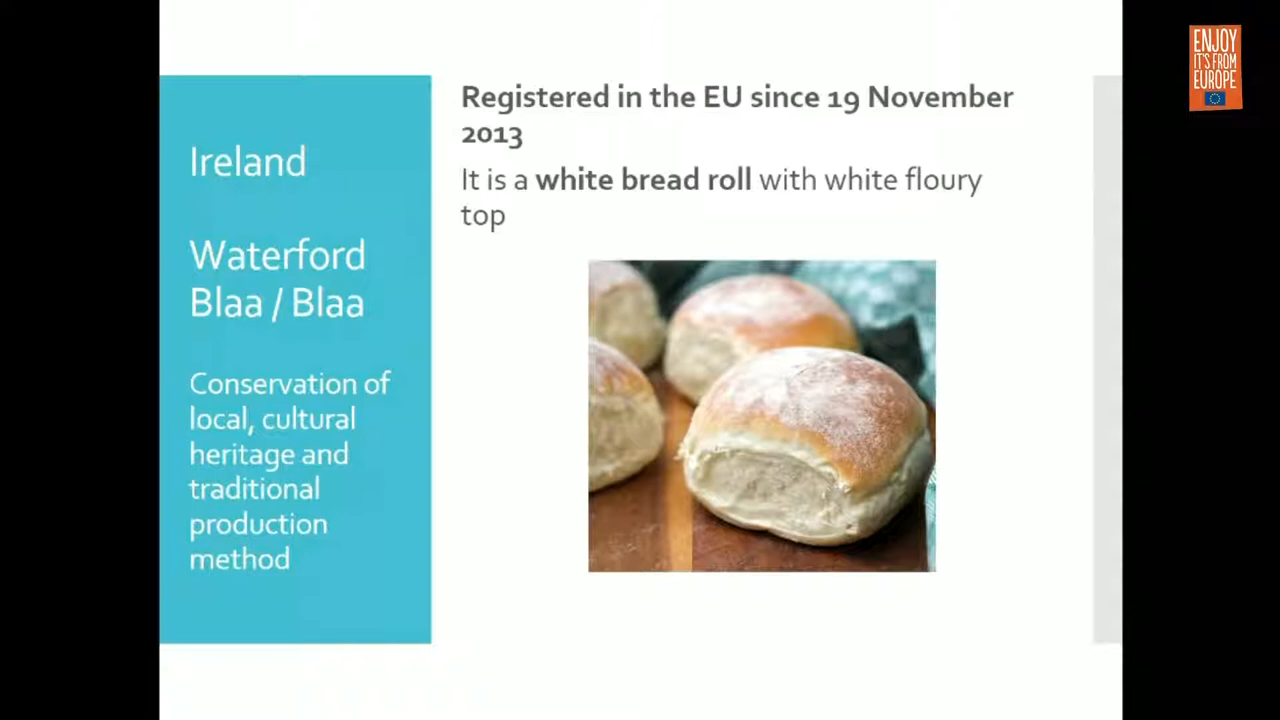 Ireland
Waterford
Blaa / Blaa
Conservation of
local, cultural
heritage and
traditional
production
method
Registered in the EU since 19 November
2013
It is a white bread roll with white floury
top
ENJOY
IT'S FROM
EUROPE